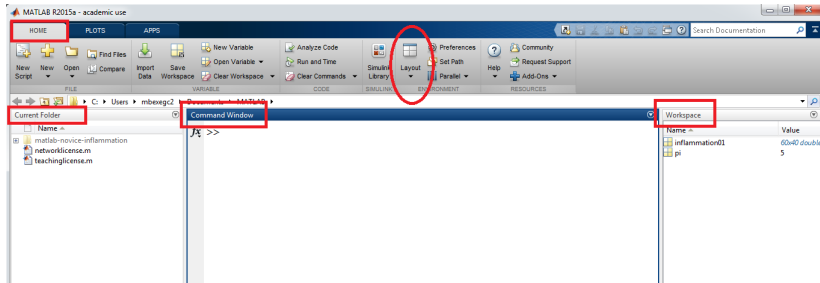 MATLAB R2015a - academic use
HOME PLOTS APPS Search Documentation
New Script New Open Find Files Compare Import Data Save Workspace New Variable Open Variable Clear Workspace Analyze Code Run and Time Clear Commands Simulink Library Layout Preferences Set Path Parallel Help Community Request Support Add-Ons
FILE VARIABLE CODE SIMULINK ENVIRONMENT RESOURCES
C: Users mbexegc2 Documents MATLAB
Current Folder Command Window Workspace
Name fx >> Name Value
matlab-novice-inflammation inflammation01 60x40 double
networklicense.m pi 5
teachinglicense.m